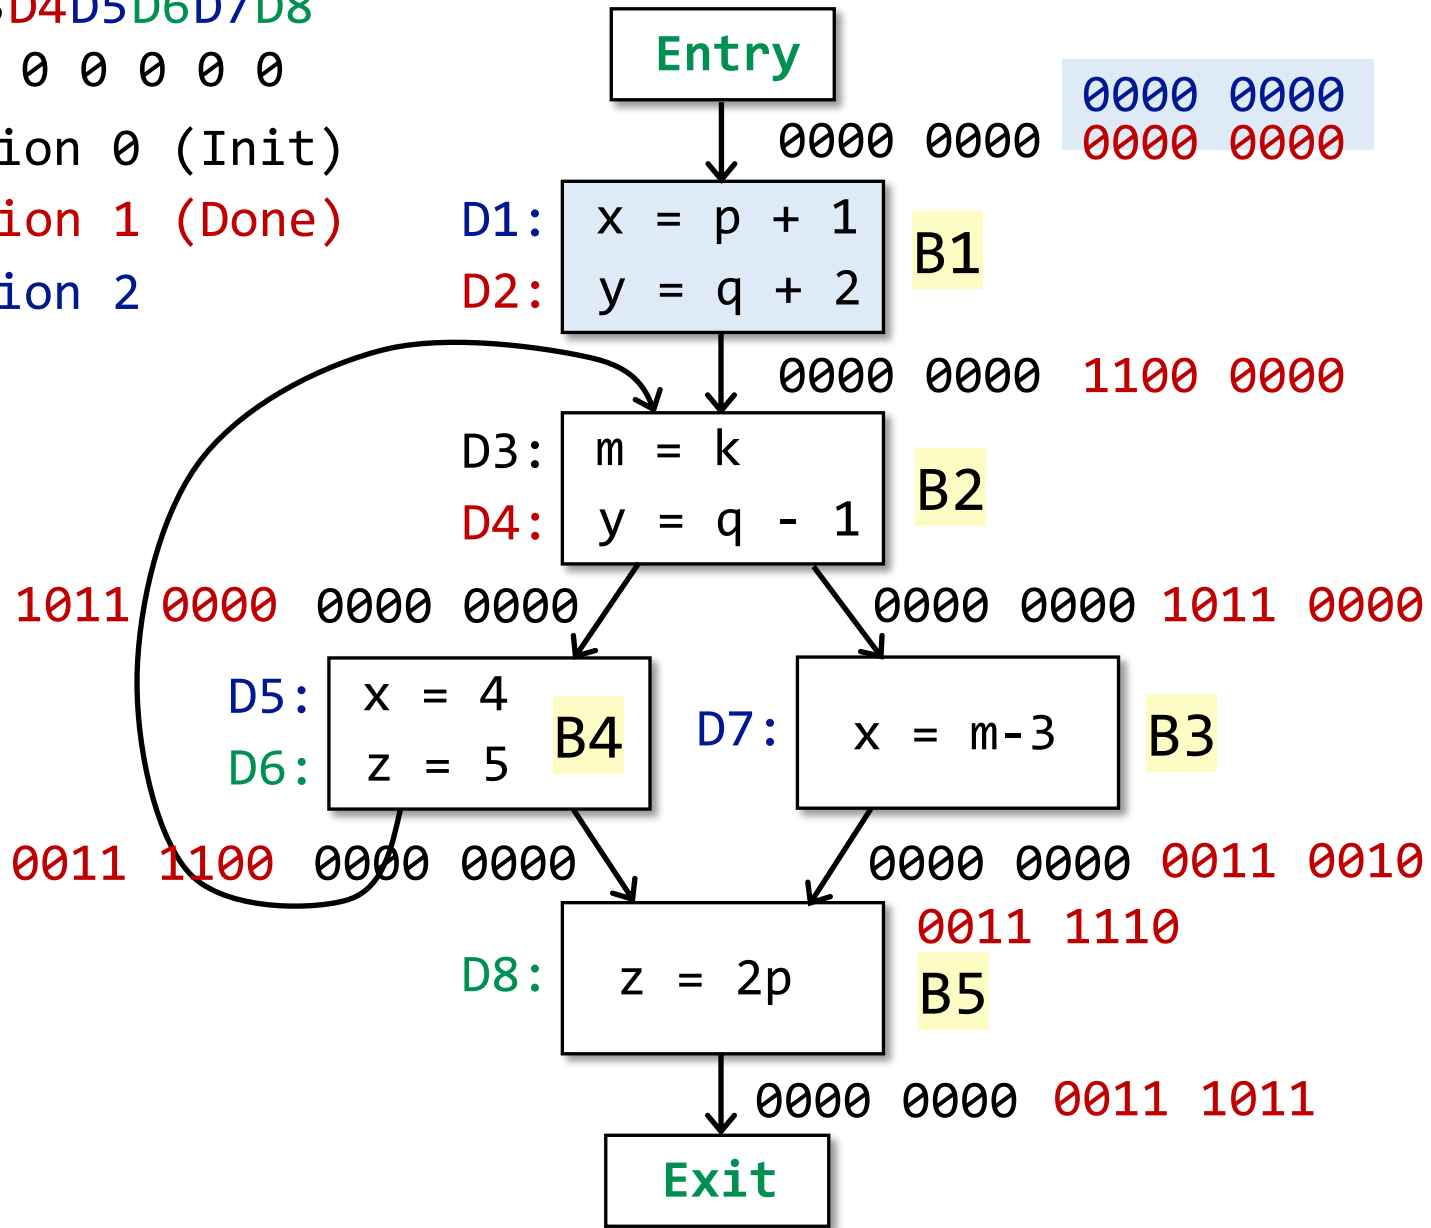 D4D5D6D7D8
0 0 0 0 0
ion 0 (Init)
ion 1 (Done)
ion 2
Entry
0000 0000
0000 0000 0000 0000
D1: x = p + 1
D2: y = q + 2
B1
0000 0000 1100 0000
D3: m = k
D4: y = q - 1
B2
1011 0000 0000 0000
0000 0000 1011 0000
D5: x = 4
D6: z = 5
B4
D7: x = m-3
B3
0011 1100 0000 0000
0000 0000 0011 0010
0011 1110
D8: z = 2p
B5
0000 0000 0011 1011
Exit